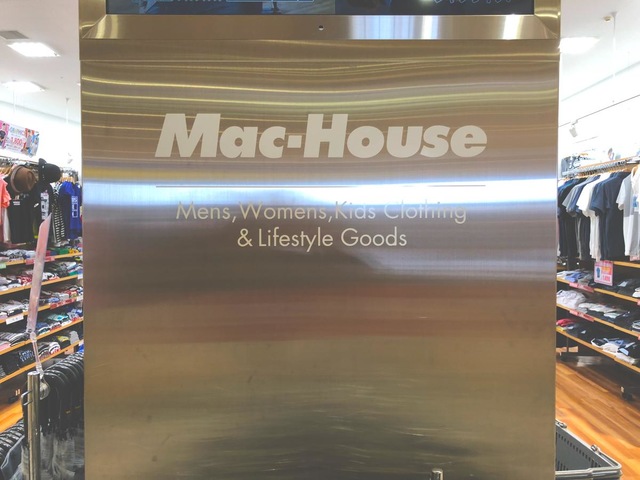 Mac-House
Mens,Womens,Kids Clothing
& Lifestyle Goods